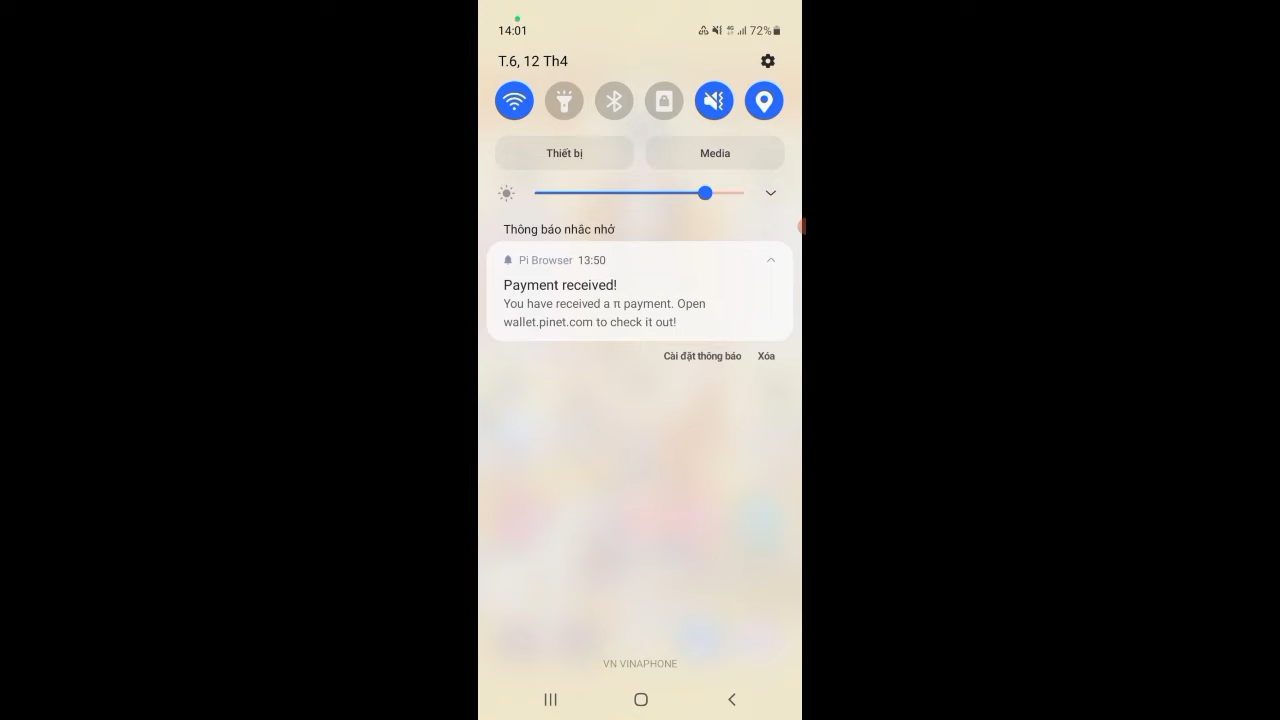 14:01
4G
72%
T.6, 12 Th4
Thiết bị
Media
Thông báo nhắc nhở
Pi Browser 13:50
Payment received!
You have received a π payment. Open
wallet.pinet.com to check it out!
Cài đặt thông báo Xóa
VN VINAPHONE